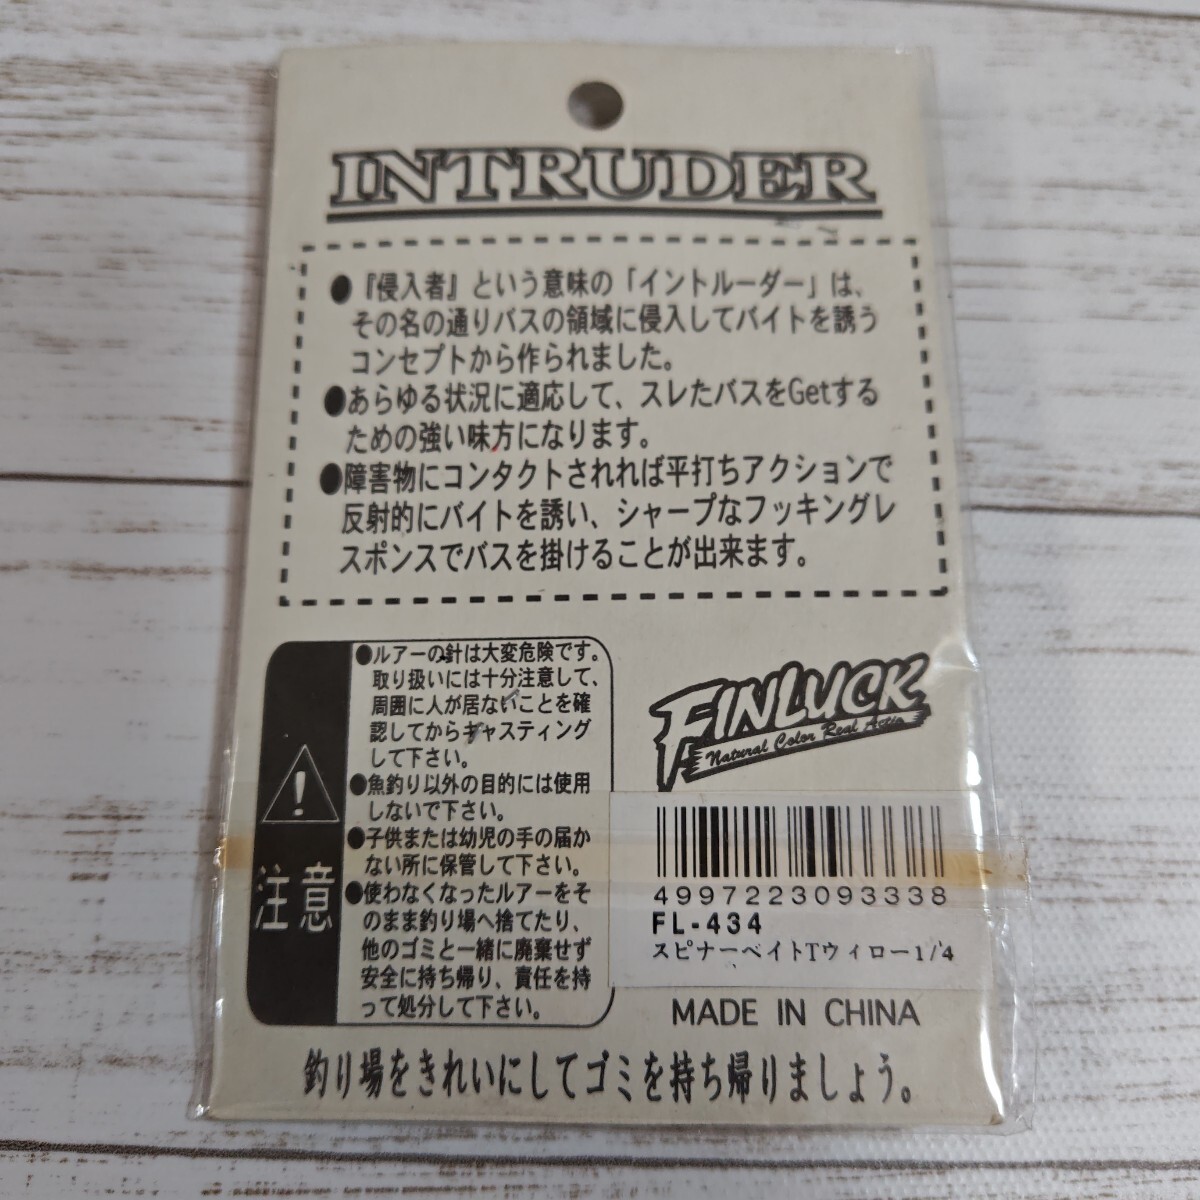 INTRUDER
●『侵入者』という意味の「イントルーダー」は、
その名の通りバスの領域に侵入してバイトを誘う
コンセプトから作られました。
●あらゆる状況に適応して、スレたバスをGetする
ための強い味方になります。
●障害物にコンタクトされれば平打ちアクションで
反射的にバイトを誘い、シャープなフッキングレ
スポンスでバスを掛けることが出来ます。
注意
●ルアーの針は大変危険です。
取り扱いには十分注意して、
周囲に人が居ないことを確
認してからキャスティング
して下さい。
●魚釣り以外の目的には使用
しないで下さい。
●子供または幼児の手の届か
ない所に保管して下さい。
●使わなくなったルアーをそ
のまま釣り場へ捨てたり、
他のゴミと一緒に廃棄せず
安全に持ち帰り、責任を持
って処分して下さい。
FINLUCK
Natural Color Real Actio
4997223093338
FL-434
スピナーベイトTウィロー1/4
MADE IN CHINA
釣り場をきれいにしてゴミを持ち帰りましょう。